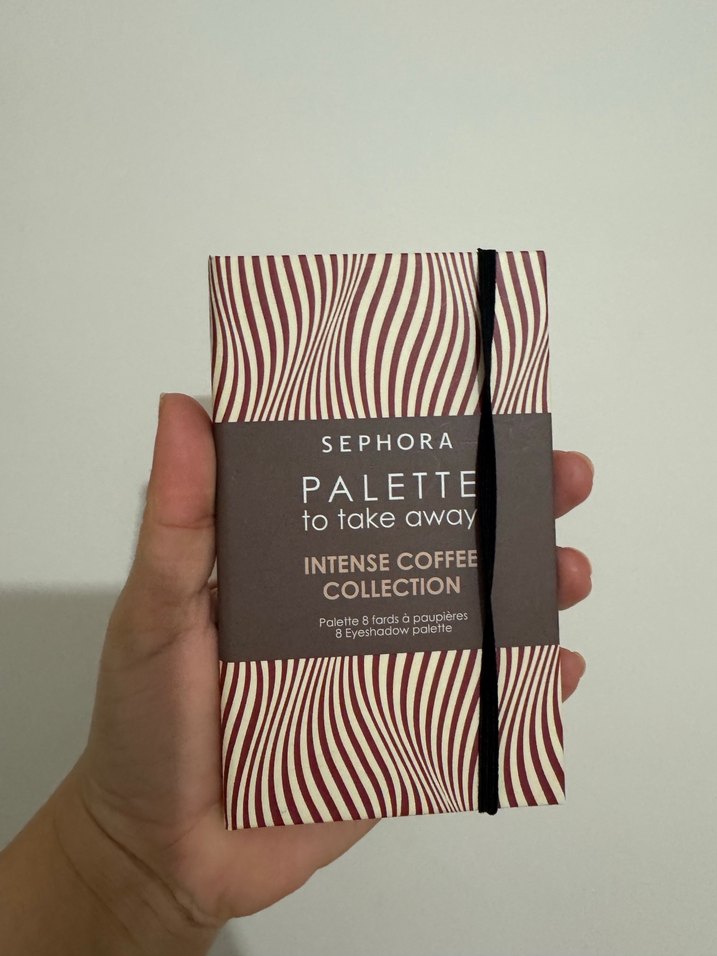 SEPHORA
PALETTE
to take away
INTENSE COFFEE
COLLECTION
Palette 8 fards à paupières
8 Eyeshadow palette